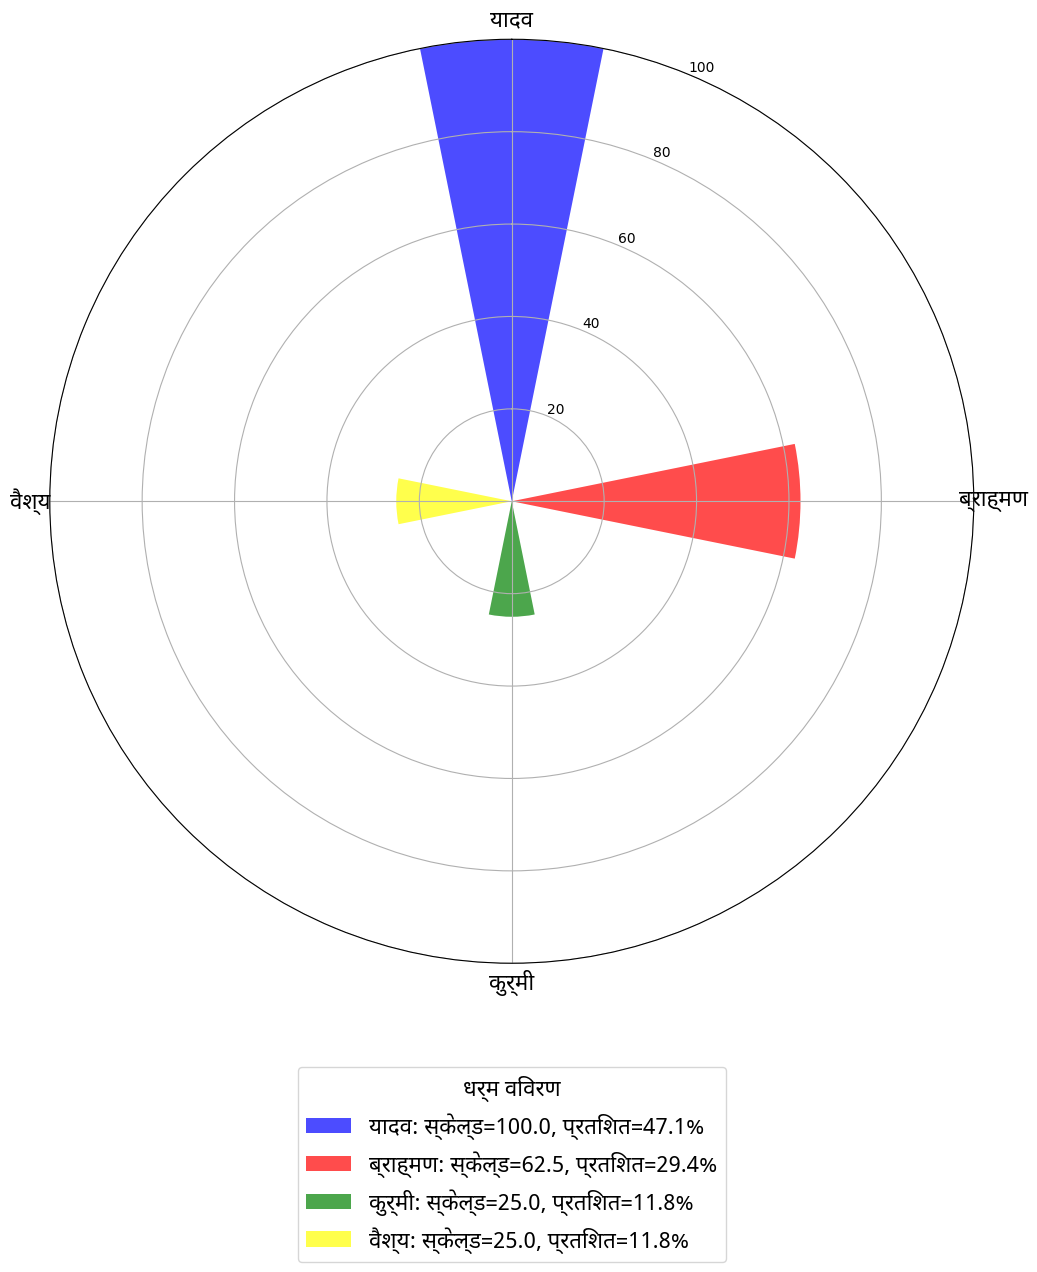 यादव
100
80
60
40
20
वैश्य
ब्राह्मण
कुर्मी
धर्म विवरण
यादव: स्केल्ड=100.0, प्रतिशत=47.1%
ब्राह्मण: स्केल्ड=62.5, प्रतिशत=29.4%
कुर्मी: स्केल्ड=25.0, प्रतिशत=11.8%
वैश्य: स्केल्ड=25.0, प्रतिशत=11.8%